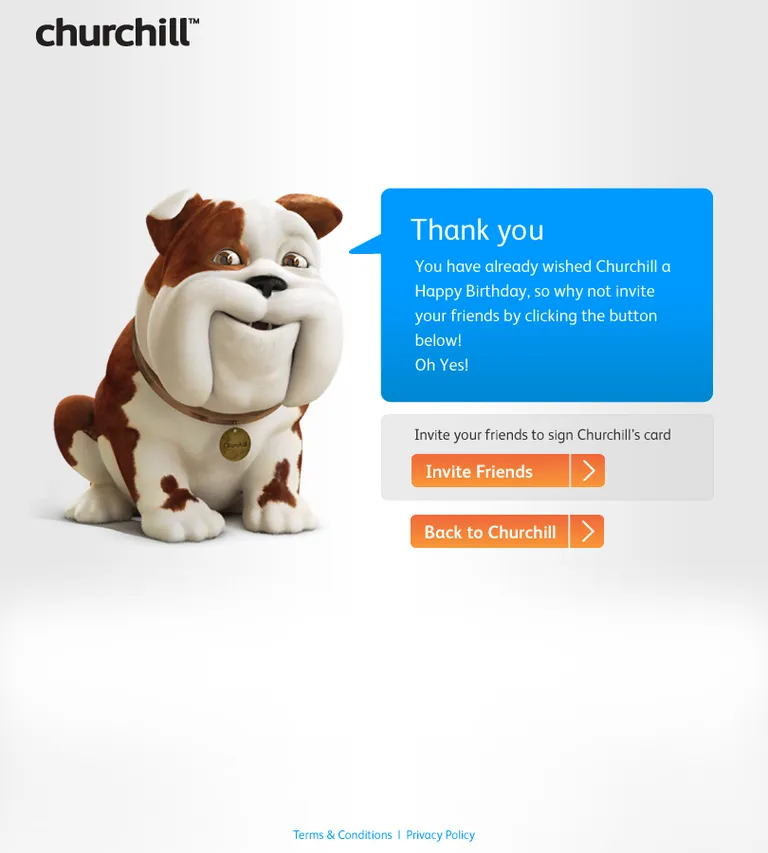 churchill™
Thank you
You have already wished Churchill a
Happy Birthday, so why not invite
your friends by clicking the button
below!
Oh Yes!
Churchill
Invite your friends to sign Churchill's card
Invite Friends
Back to Churchill
Terms & Conditions | Privacy Policy